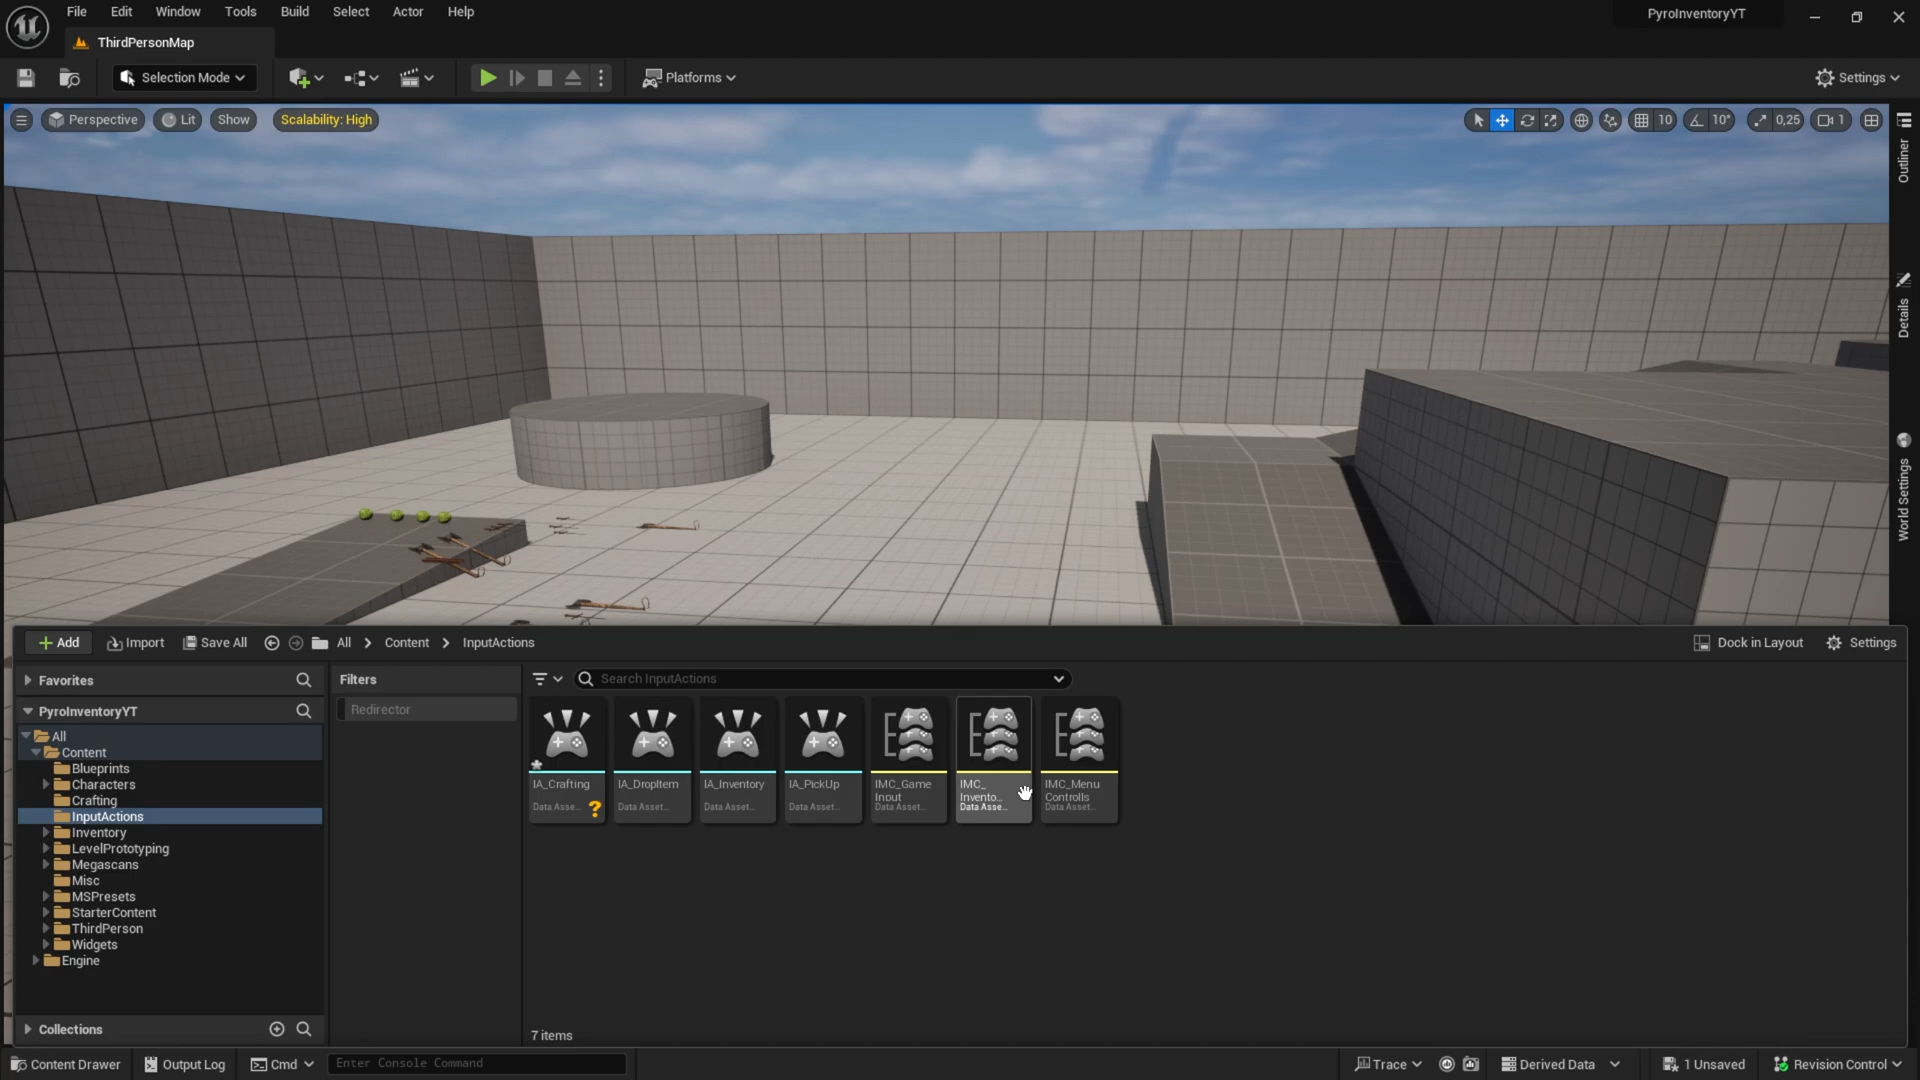 File Edit Window Tools Build Select Actor Help
PyroInventoryYT
ThirdPersonMap
Selection Mode
Platforms
Settings
Perspective Lit Show Scalability: High
10 10° 0,25 1
Outliner
Details
World Settings
Add Import Save All All > Content > InputActions
Dock in Layout Settings
Favorites
Filters
Search InputActions
PyroInventoryYT
Redirector
All
Content
Blueprints
Characters
Crafting
InputActions
Inventory
LevelPrototyping
Megascans
Misc
MSPresets
StarterContent
ThirdPerson
Widgets
Engine
IA_Crafting
Data Asse...
?
IA_DropItem
Data Asset...
IA_Inventory
Data Asset...
IA_PickUp
Data Asset...
IMC_Game
Input
Data Asset...
IMC_
Invento...
Data Asse...
IMC_Menu
Controlls
Data Asset...
Collections
7 items
Content Drawer Output Log Cmd Enter Console Command
Trace Derived Data 1 Unsaved Revision Control